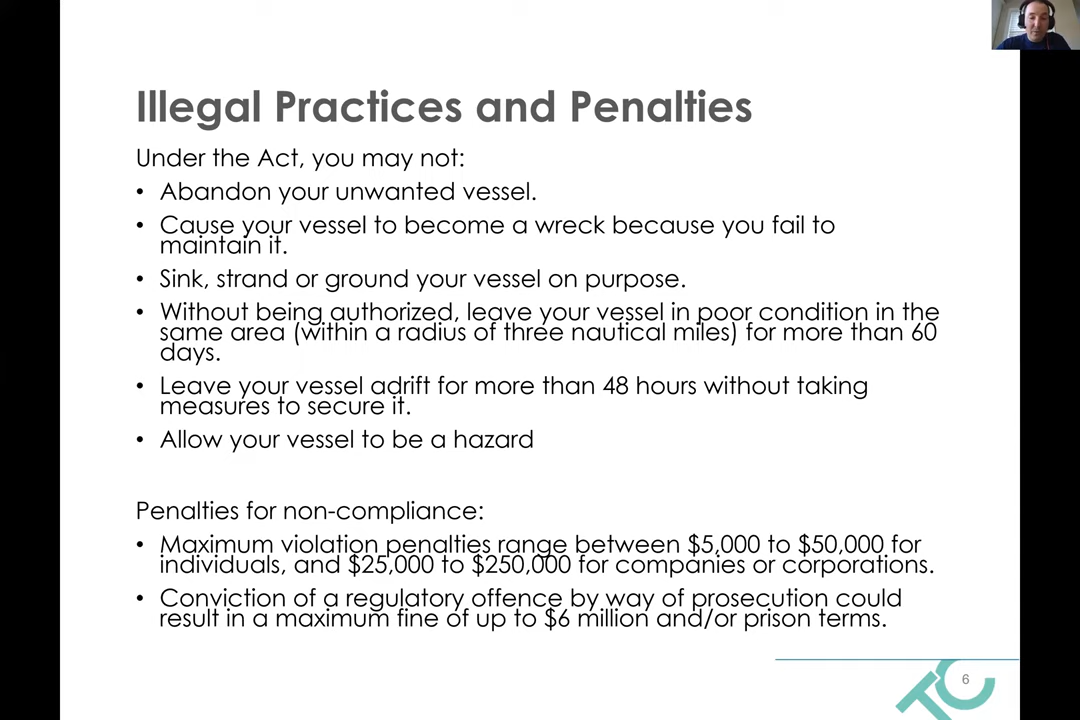 Illegal Practices and Penalties
Under the Act, you may not:
• Abandon your unwanted vessel.
• Cause your vessel to become a wreck because you fail to
maintain it.
• Sink, strand or ground your vessel on purpose.
• Without being authorized, leave your vessel in poor condition in the
same area (within a radius of three nautical miles) for more than 60
days.
• Leave your vessel adrift for more than 48 hours without taking
measures to secure it.
• Allow your vessel to be a hazard
Penalties for non-compliance:
• Maximum violation penalties range between $5,000 to $50,000 for
individuals, and $25,000 to $250,000 for companies or corporations.
• Conviction of a regulatory offence by way of prosecution could
result in a maximum fine of up to $6 million and/or prison terms.
6
TC